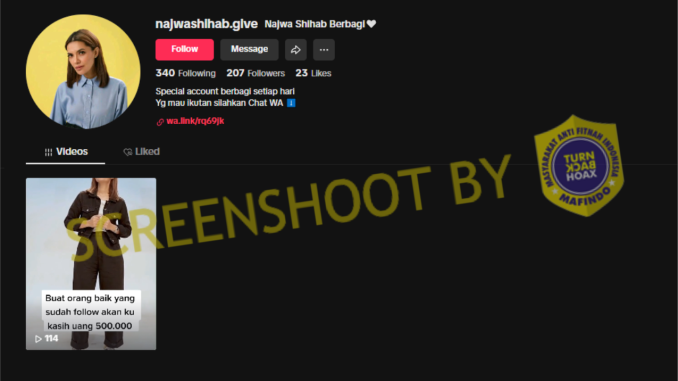 najwashihab.give Najwa Shihab Berbagi🤍
Follow
Message
340 Following 207 Followers 23 Likes
Special account berbagi setiap hari
Yg mau ikutan silahkan Chat WA ⬇️
wa.link/rq69jk
Videos
Liked
SCREENSHOOT BY
MASYARAKAT ANTI FITNAH INDONESIA
TURN
BACK
HOAX
MAFINDO
Buat orang baik yang
sudah follow akan ku
kasih uang 500.000
114